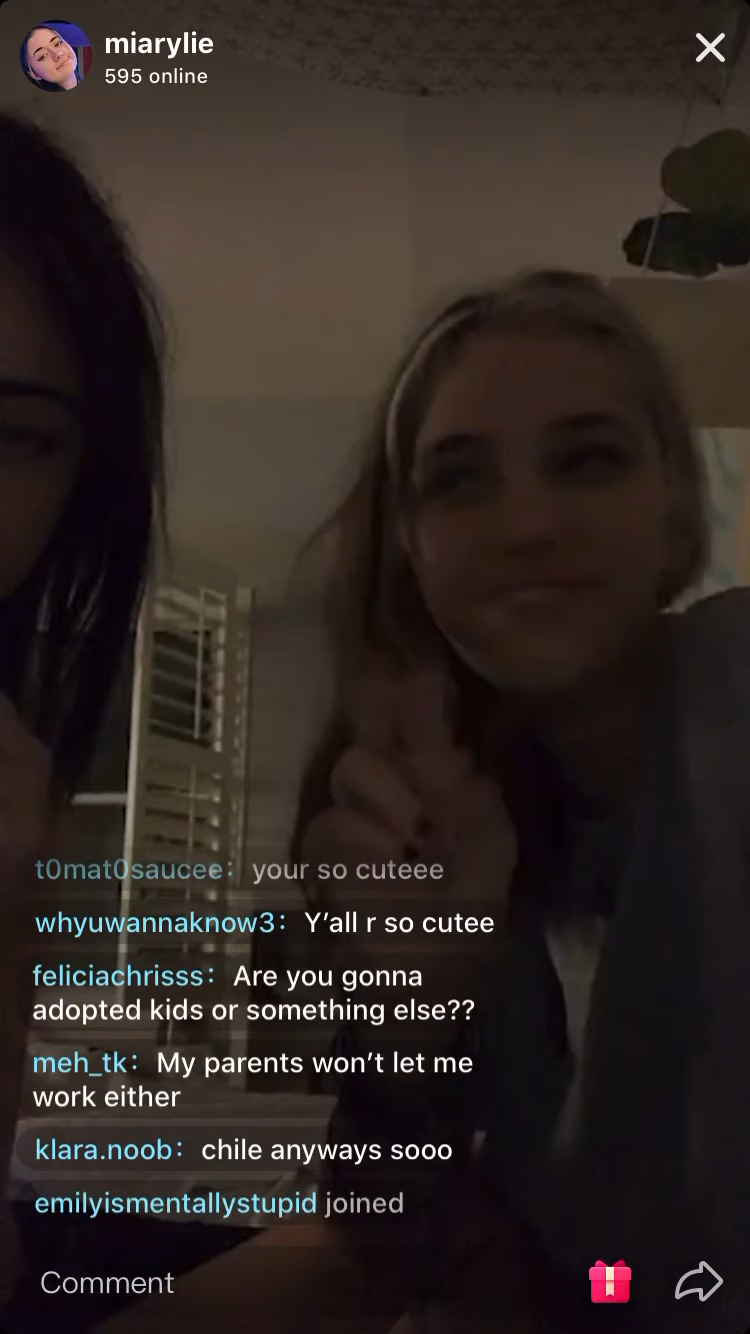 miarylie
595 online
t0mat0saucee: your so cuteee
whyuwannaknow3: Y’all r so cutee
feliciachrisss: Are you gonna
adopted kids or something else??
meh_tk: My parents won’t let me
work either
klara.noob: chile anyways sooo
emilyismentallystupid joined
Comment